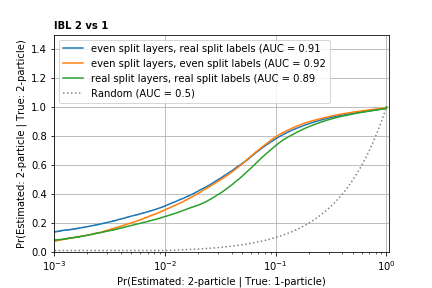 IBL 2 vs 1
Pr(Estimated: 2-particle | True: 2-particle)
1.4
1.2
1.0
0.8
0.6
0.4
0.2
0.0
even split layers, real split labels (AUC = 0.91
even split layers, even split labels (AUC = 0.92
real split layers, real split labels (AUC = 0.89
Random (AUC = 0.5)
10⁻³
10⁻²
10⁻¹
10⁰
Pr(Estimated: 2-particle | True: 1-particle)